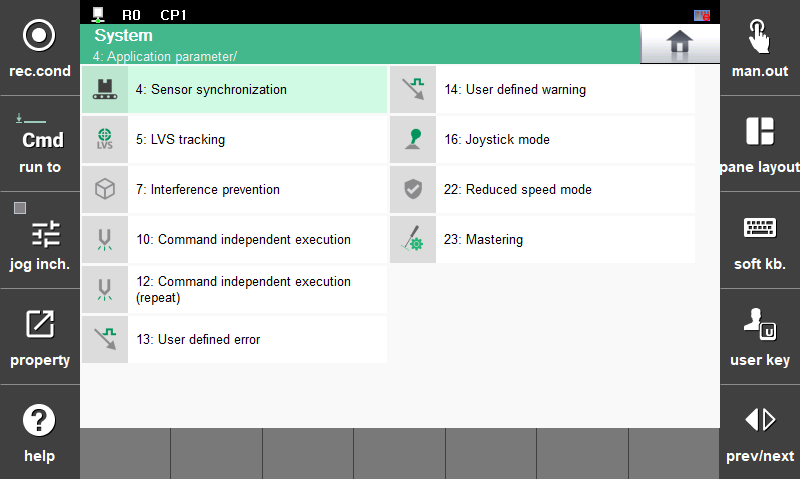 R0 CP1
System
4: Application parameter/
rec.cond
Cmd
run to
jog inch.
property
help
4: Sensor synchronization
5: LVS tracking
LVS
7: Interference prevention
10: Command independent execution
12: Command independent execution
(repeat)
13: User defined error
14: User defined warning
16: Joystick mode
22: Reduced speed mode
23: Mastering
man.out
pane layout
soft kb.
U
user key
prev/next